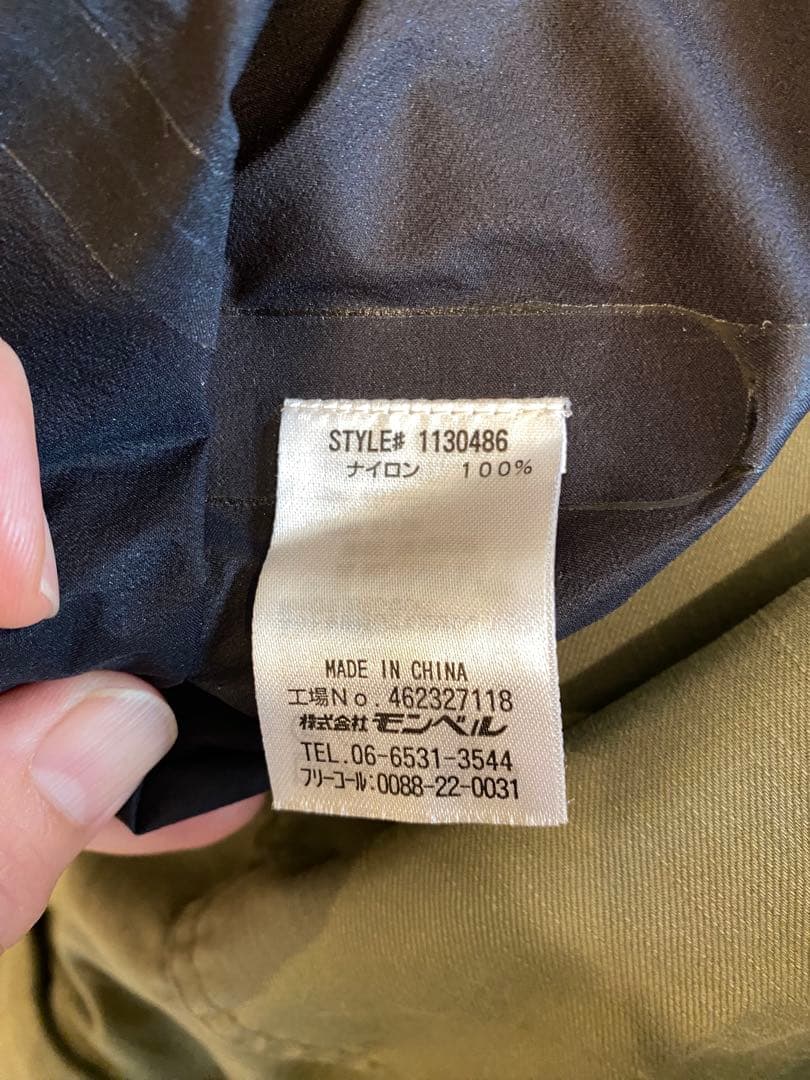 STYLE# 1130486
ナイロン 100%
MADE IN CHINA
工場No. 462327118
株式会社 モンベル
TEL.06-6531-3544
フリーコール:0088-22-0031